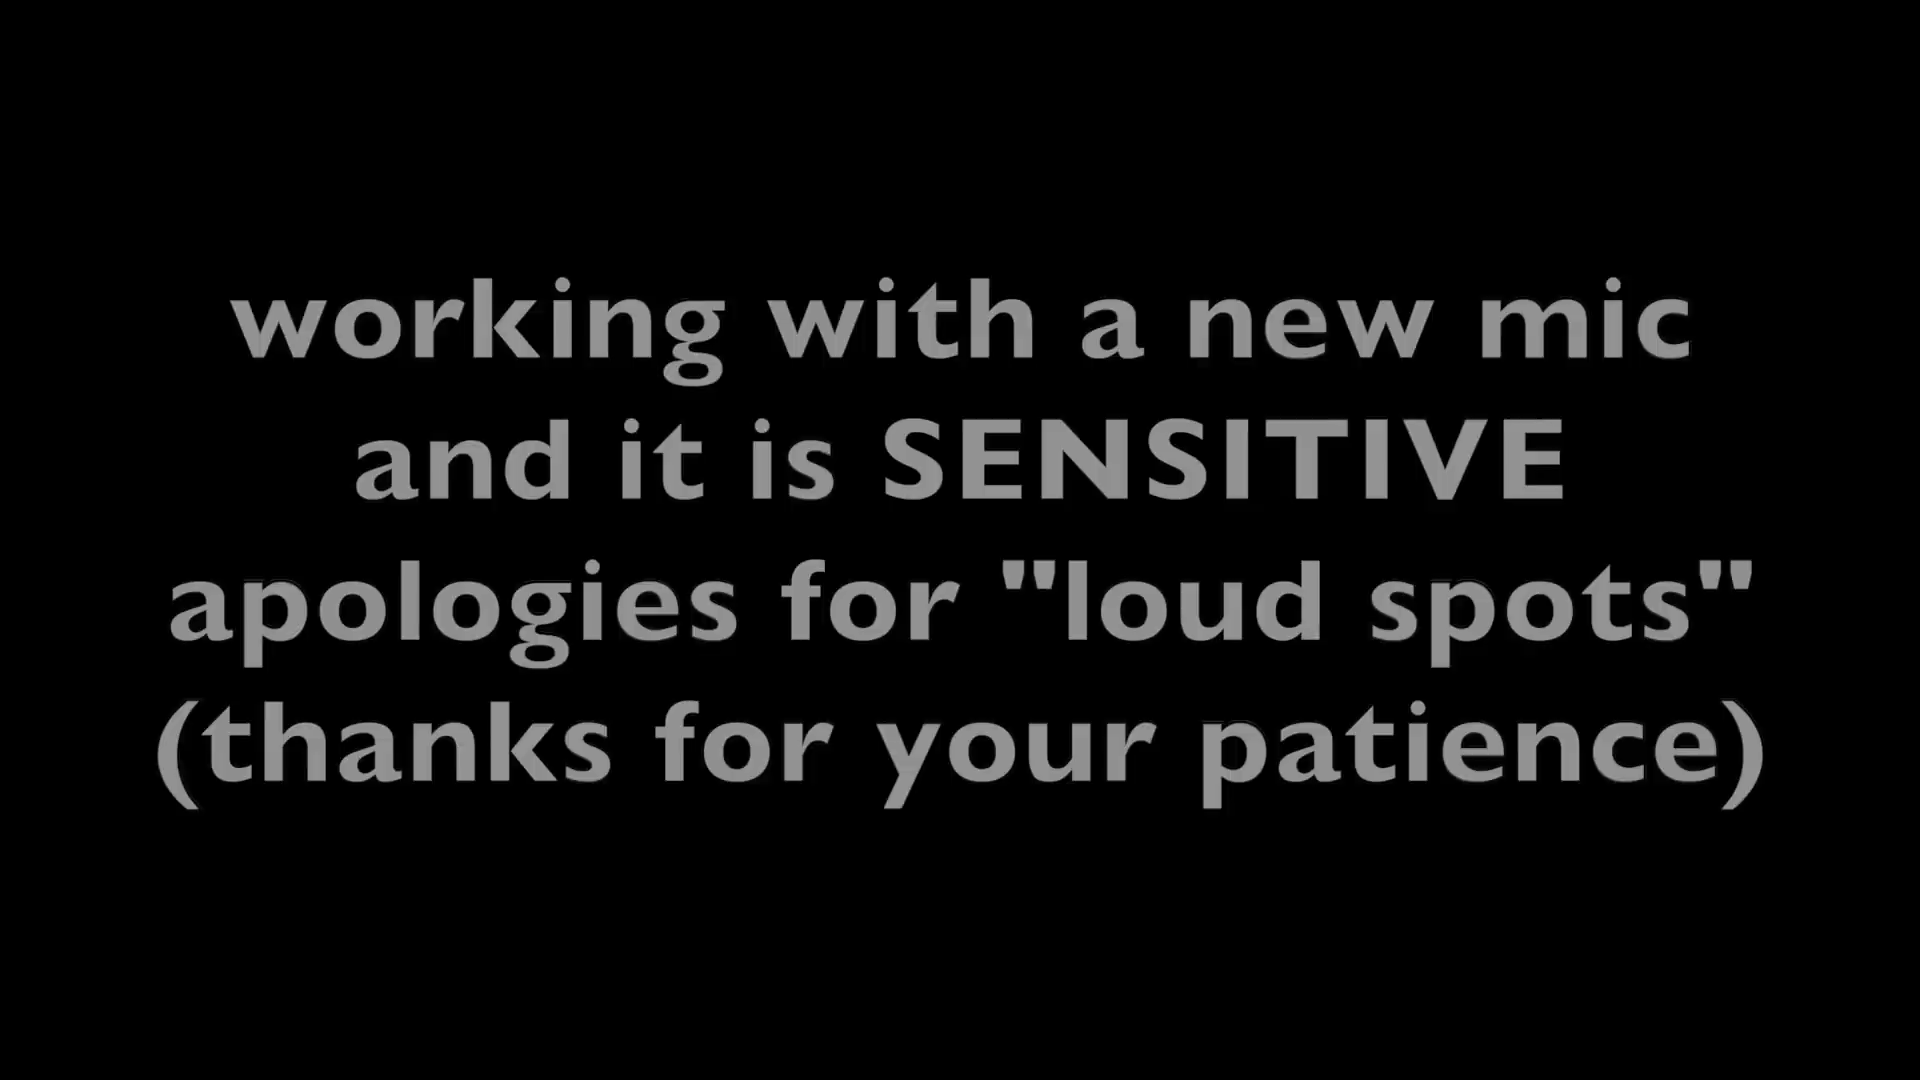 working with a new mic
and it is SENSITIVE
apologies for "loud spots"
(thanks for your patience)